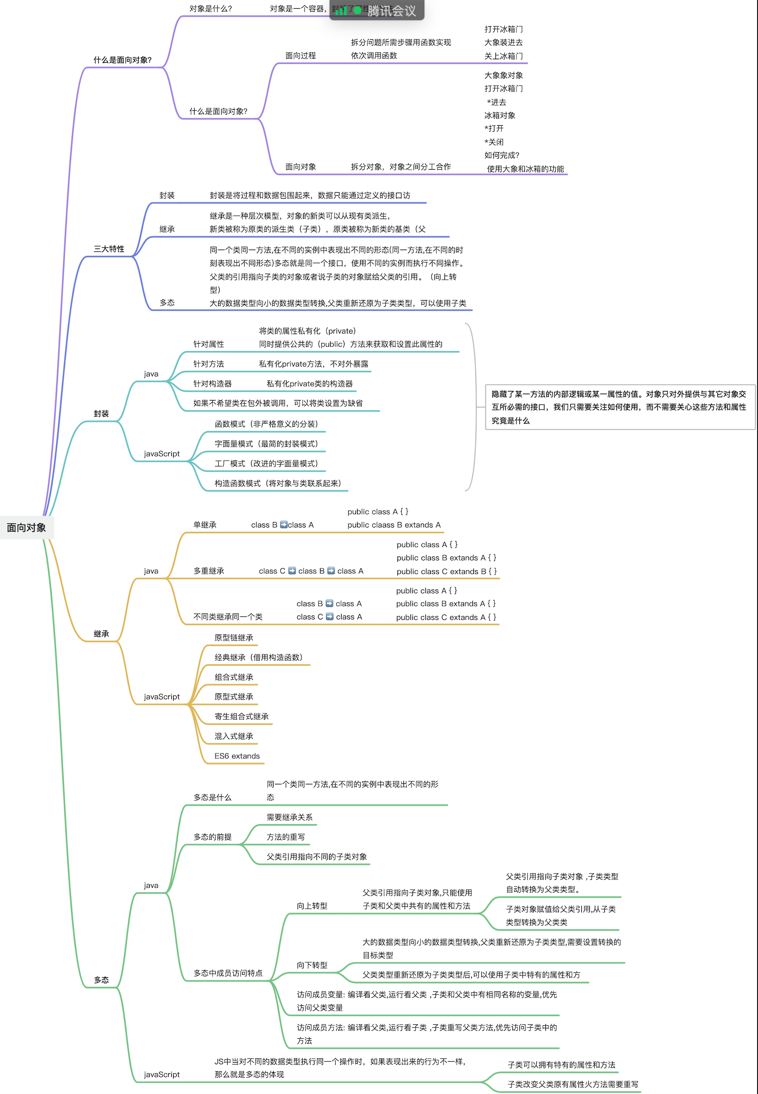 腾讯会议
对象是什么?
对象是一个容器，
什么是面向对象?
什么是面向对象?
面向过程
拆分问题所需步骤用函数实现
依次调用函数
打开冰箱门
大象装进去
关上冰箱门
大象象对象
打开冰箱门
*进去
冰箱对象
*打开
*关闭
如何完成?
使用大象和冰箱的功能
面向对象
拆分对象，对象之间分工合作
三大特性
封装
封装是将过程和数据包围起来，数据只能通过定义的接口访
继承
继承是一种层次模型，对象的新类可以从现有类派生，
新类被称为原类的派生类（子类），原类被称为新类的基类（父
多态
同一个类同一方法,在不同的实例中表现出不同的形态(同一方法,在不同的时
刻表现出不同形态)多态就是同一个接口，使用不同的实例而执行不同操作。
父类的引用指向子类的对象或者说子类的对象赋给父类的引用。（向上转
型）
大的数据类型向小的数据类型转换,父类重新还原为子类类型，可以使用子类
面向对象
封装
java
针对属性
将类的属性私有化（private）
同时提供公共的（public）方法来获取和设置此属性的
针对方法
私有化private方法，不对外暴露
针对构造器
私有化private类的构造器
如果不希望类在包外被调用，可以将类设置为缺省
javaScript
函数模式（非严格意义的分装）
字面量模式（最简的封装模式）
工厂模式（改进的字面量模式）
构造函数模式（将对象与类联系起来）
隐藏了某一方法的内部逻辑或某一属性的值。对象只对外提供与其它对象交
互所必需的接口，我们只需要关注如何使用，而不需要关心这些方法和属性
究竟是什么
继承
java
单继承
class B ➡️class A
public class A { }
public claass B extands A
多重继承
class C ➡️ class B ➡️ class A
public class A { }
public class B extands A { }
public class C extands B { }
不同类继承同一个类
class B ➡️ class A
class C ➡️ class A
public class A { }
public class B extands A { }
public class C extands A { }
javaScript
原型链继承
经典继承（借用构造函数）
组合式继承
原型式继承
寄生组合式继承
混入式继承
ES6 extands
多态
java
多态是什么
同一个类同一方法,在不同的实例中表现出不同的形
态
多态的前提
需要继承关系
方法的重写
父类引用指向不同的子类对象
多态中成员访问特点
向上转型
父类引用指向子类对象,只能使用
子类和父类中共有的属性和方法
父类引用指向子类对象 ,子类类型
自动转换为父类类型。
子类对象赋值给父类引用,从子类
类型转换为父类类
向下转型
大的数据类型向小的数据类型转换,父类重新还原为子类类型,需要设置转换的
目标类型
父类类型重新还原为子类类型后,可以使用子类中特有的属性和方
访问成员变量: 编译看父类,运行看父类 ,子类和父类中有相同名称的变量,优先
访问父类变量
访问成员方法: 编译看父类,运行看子类 ,子类重写父类方法,优先访问子类中的
方法
javaScript
JS中当对不同的数据类型执行同一个操作时，如果表现出来的行为不一样，
那么就是多态的体现
子类可以拥有特有的属性和方法
子类改变父类原有属性火方法需要重写